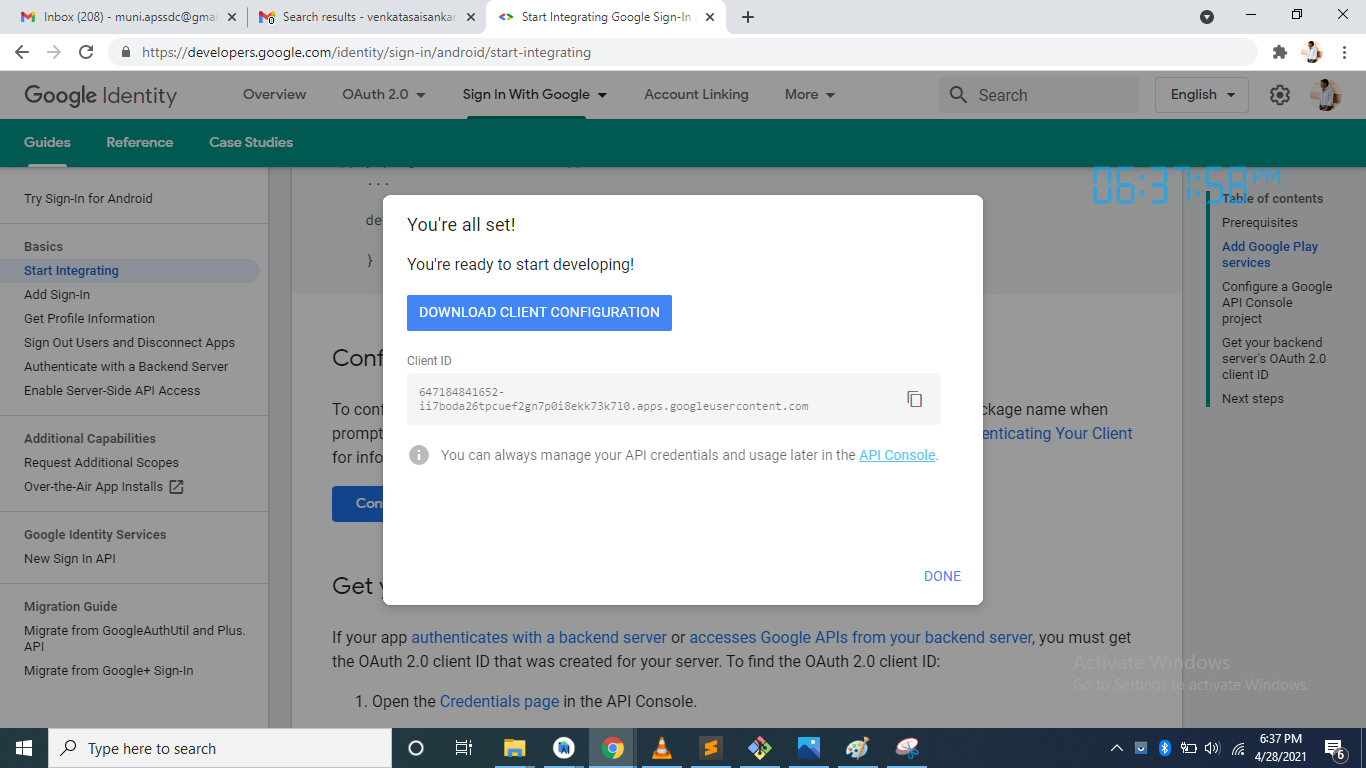 Inbox (208) - muni.apssdc@gmai
Search results - venkatasaisankar
Start Integrating Google Sign-In
https://developers.google.com/identity/sign-in/android/start-integrating
Google Identity
Overview
OAuth 2.0
Sign In With Google
Account Linking
More
Search
English
Guides
Reference
Case Studies
06:37:58 PM
Try Sign-In for Android
Basics
Start Integrating
Add Sign-In
Get Profile Information
Sign Out Users and Disconnect Apps
Authenticate with a Backend Server
Enable Server-Side API Access
Additional Capabilities
Request Additional Scopes
Over-the-Air App Installs
Google Identity Services
New Sign In API
Migration Guide
Migrate from GoogleAuthUtil and Plus.
API
Migrate from Google+ Sign-In
...
de
}
Conf
To conf
prompt
for info
Con
ckage name when
enticating Your Client
You're all set!
You're ready to start developing!
DOWNLOAD CLIENT CONFIGURATION
Client ID
647184841652-
ii7boda26tpcuef2gn7p0i8ekk73k710.apps.googleusercontent.com
You can always manage your API credentials and usage later in the API Console.
DONE
Get y
If your app authenticates with a backend server or accesses Google APIs from your backend server, you must get
the OAuth 2.0 client ID that was created for your server. To find the OAuth 2.0 client ID:
1. Open the Credentials page in the API Console.
Table of contents
Prerequisites
Add Google Play
services
Configure a Google
API Console
project
Get your backend
server's OAuth 2.0
client ID
Next steps
Activate Windows
Go to Settings to activate Windows.
Type here to search
6:37 PM
4/28/2021
6